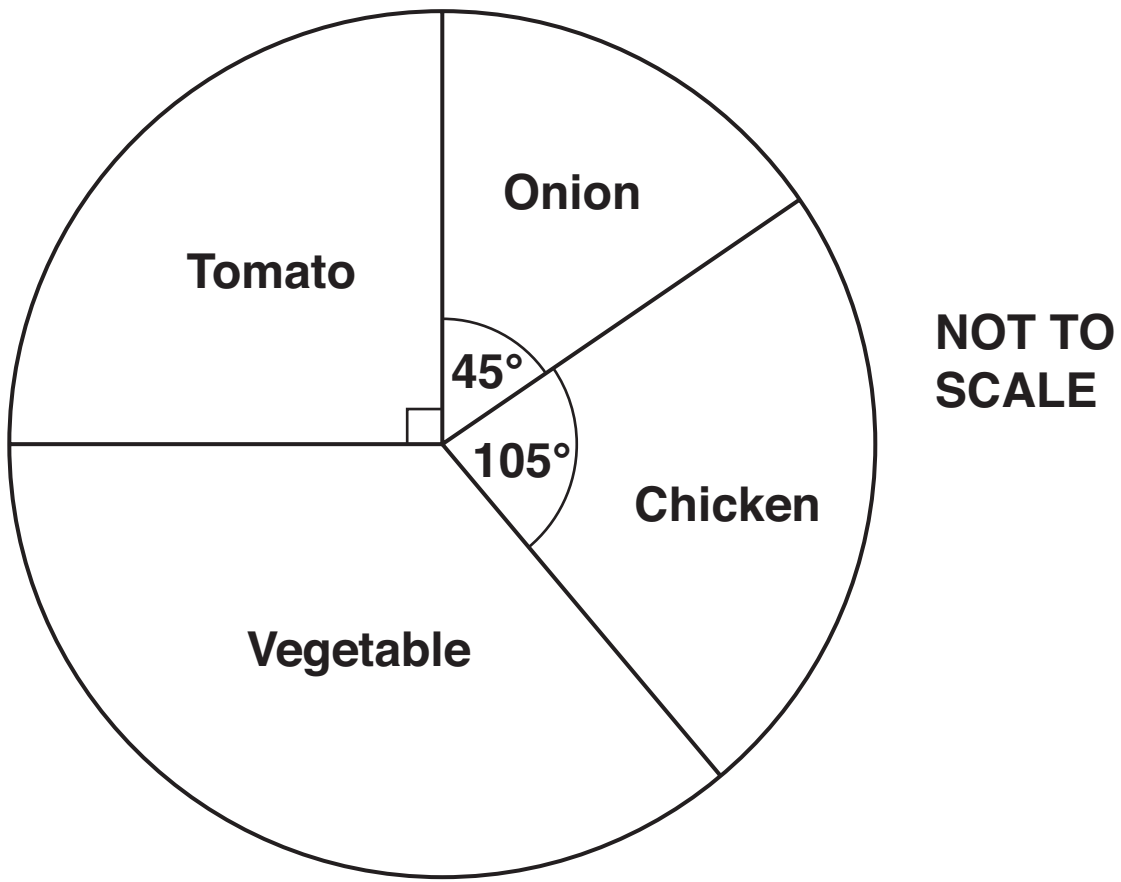 Onion
Tomato
NOT TO
SCALE
45°
105°
Chicken
Vegetable